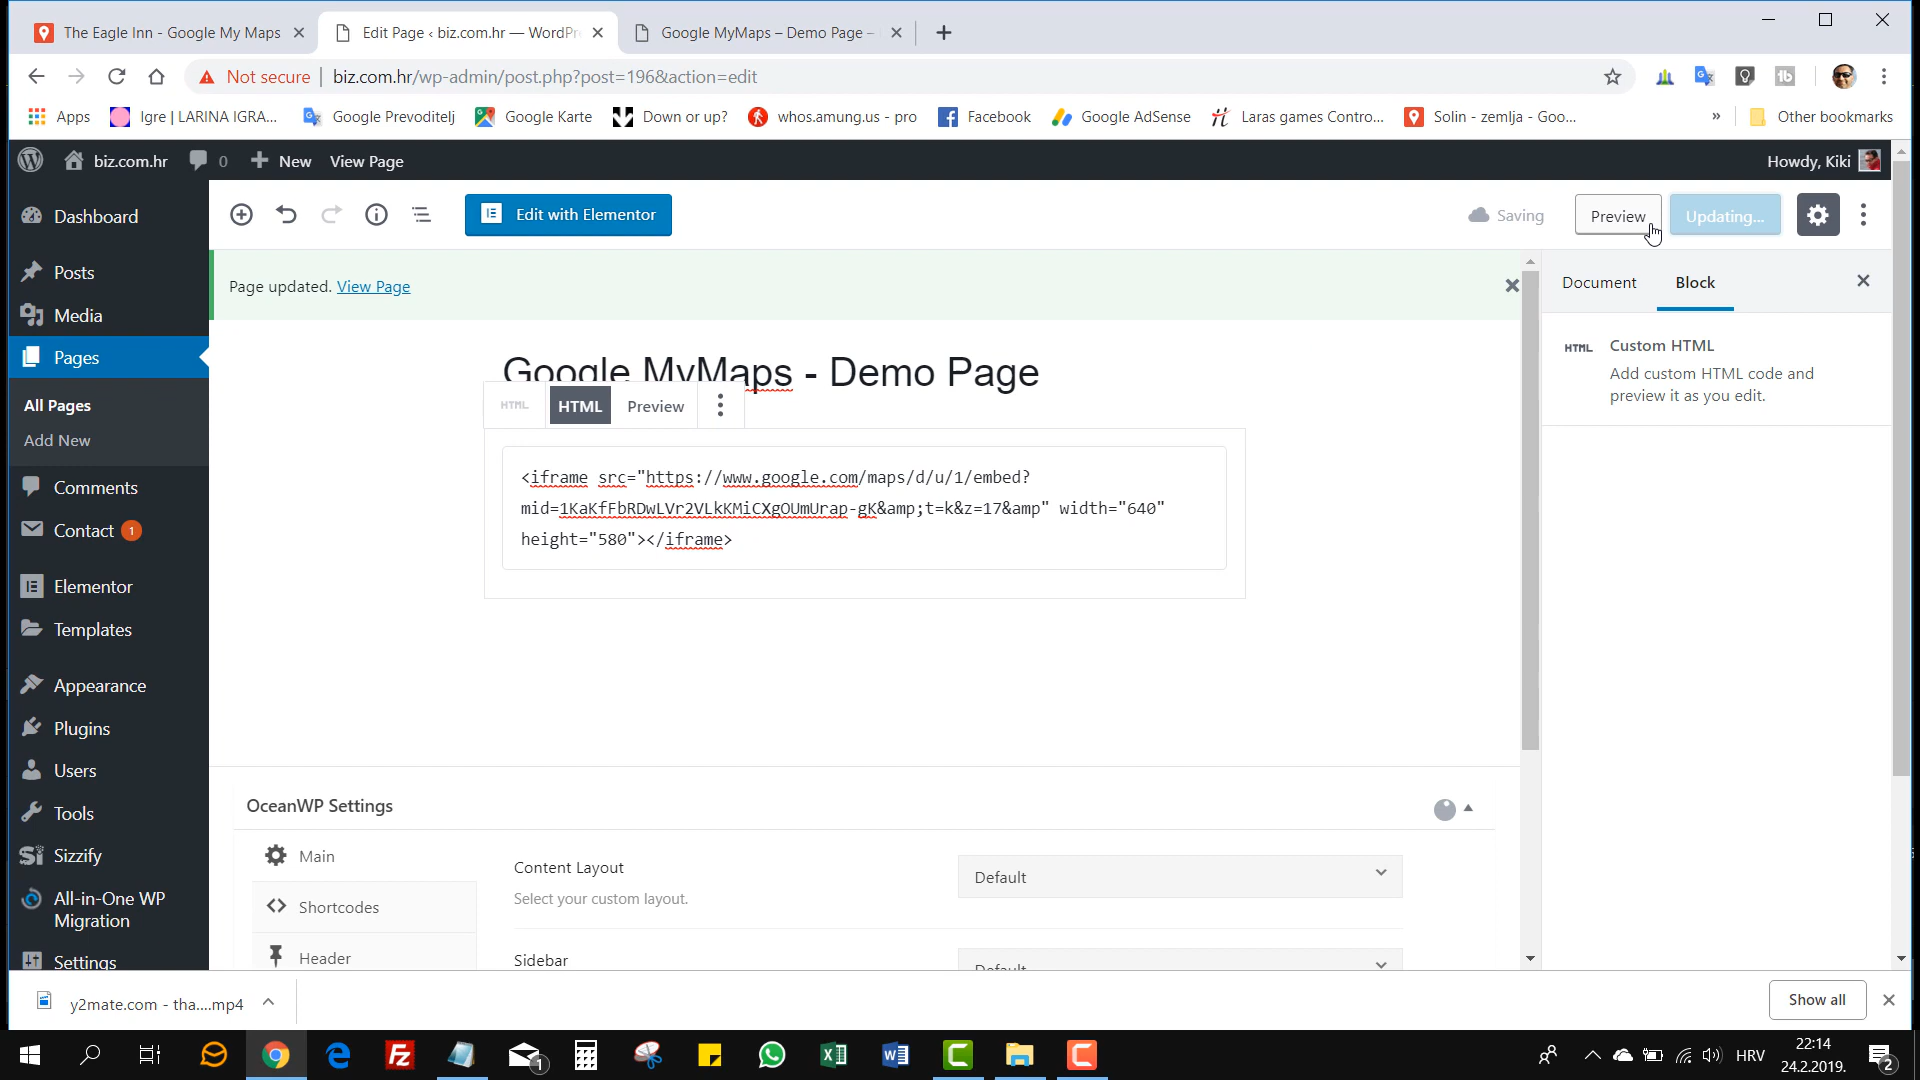 The Eagle Inn - Google My Maps
Edit Page ‹ biz.com.hr — WordPr
Google MyMaps – Demo Page –
Not secure
biz.com.hr/wp-admin/post.php?post=196&action=edit
Apps
Igre | LARINA IGRA...
Google Prevoditelj
Google Karte
Down or up?
whos.amung.us - pro
Facebook
Google AdSense
Laras games Contro...
Solin - zemlja - Goo...
»
Other bookmarks
biz.com.hr
0
New
View Page
Howdy, Kiki
Dashboard
Posts
Media
Pages
All Pages
Add New
Comments
Contact 1
Elementor
Templates
Appearance
Plugins
Users
Tools
Sizzify
All-in-One WP
Migration
Settings
Edit with Elementor
Saving
Preview
Updating...
Page updated. View Page
Google MyMaps - Demo Page
HTML
HTML
Preview
<iframe src="https://www.google.com/maps/d/u/1/embed?
mid=1KaKfFbRDwLVr2VLkKMiCXgOUmUrap-gK&amp;t=k&z=17&amp" width="640"
height="580"></iframe>
Document
Block
HTML
Custom HTML
Add custom HTML code and
preview it as you edit.
OceanWP Settings
Main
Shortcodes
Header
Content Layout
Select your custom layout.
Default
Sidebar
Default
y2mate.com - tha....mp4
Show all
1
HRV
22:14
24.2.2019.
2